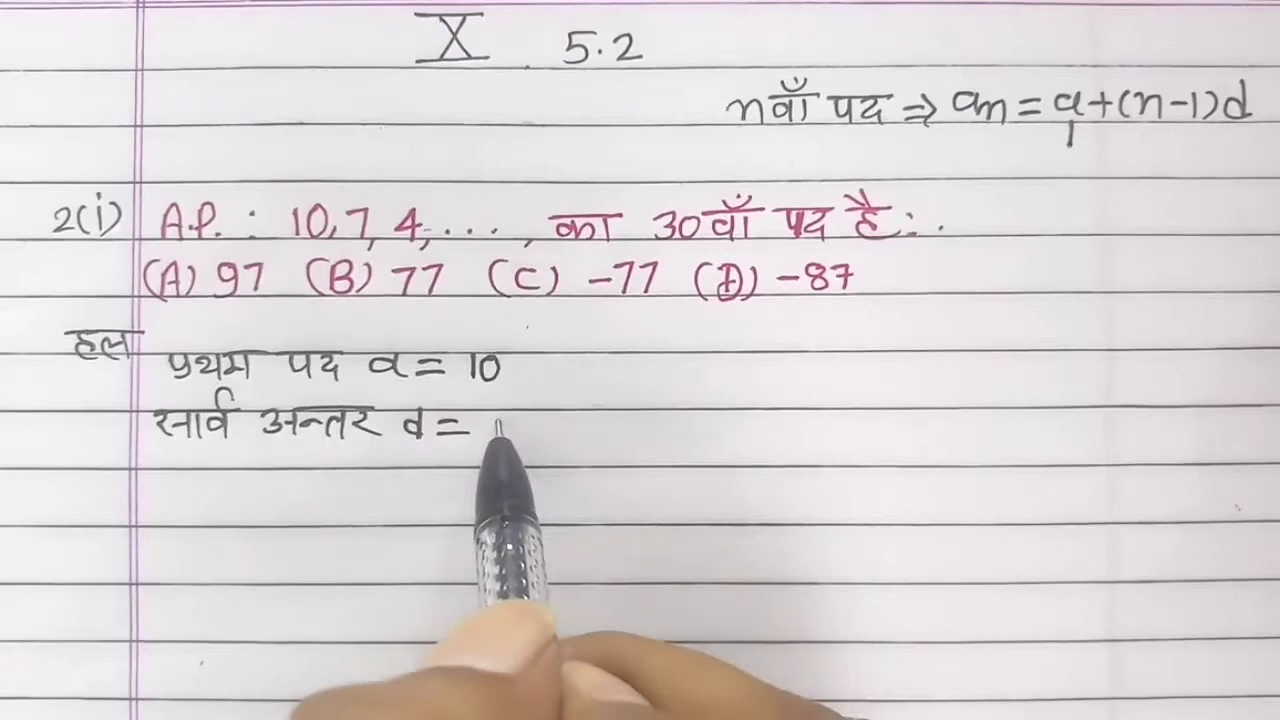 X 5.2
nवाँ पद ⇒ an = a+(n-1)d
2(i) A.P. : 10, 7, 4, ..., का 30वाँ पद है:.
(A) 97 (B) 77 (C) -77 (D) -87
हल
प्रथम पद a = 10
सार्व अन्तर d =